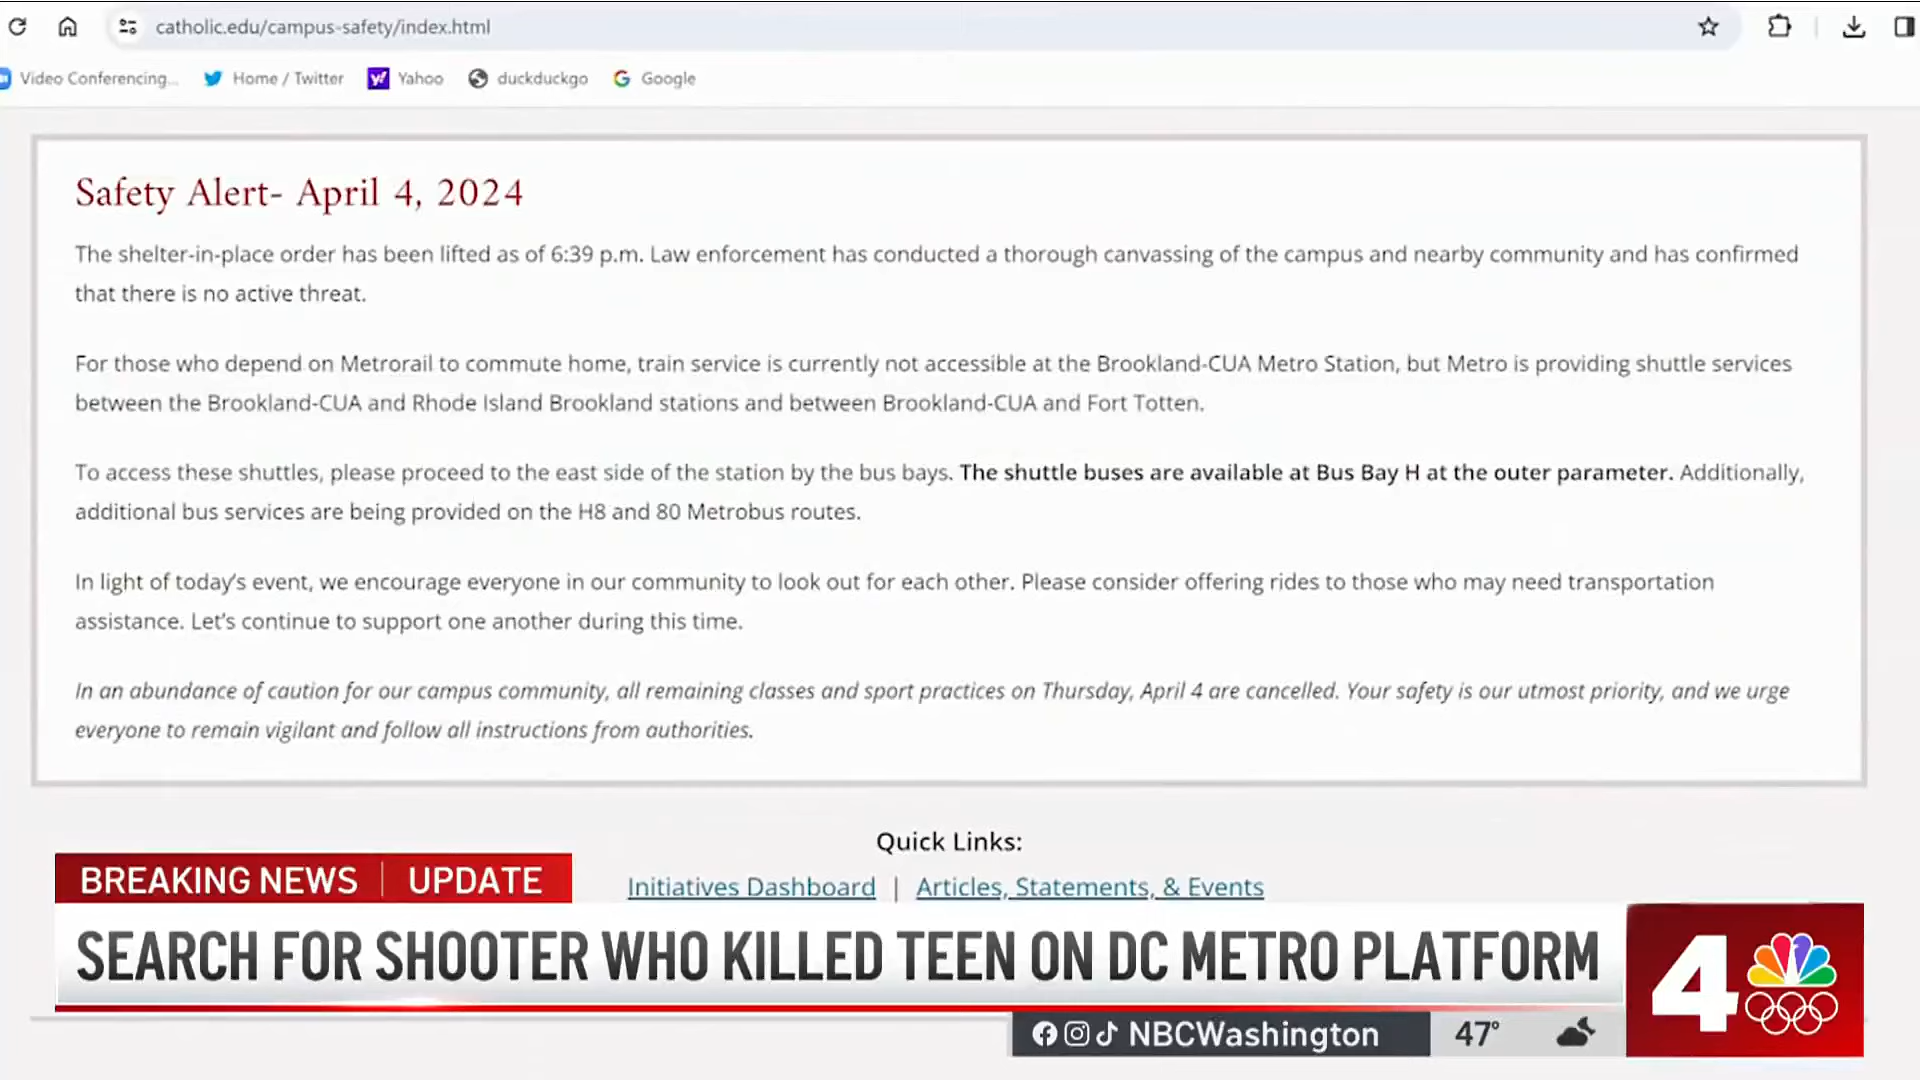 catholic.edu/campus-safety/index.html
Video Conferencing... Home / Twitter Yahoo duckduckgo Google
Safety Alert- April 4, 2024
The shelter-in-place order has been lifted as of 6:39 p.m. Law enforcement has conducted a thorough canvassing of the campus and nearby community and has confirmed
that there is no active threat.
For those who depend on Metrorail to commute home, train service is currently not accessible at the Brookland-CUA Metro Station, but Metro is providing shuttle services
between the Brookland-CUA and Rhode Island Brookland stations and between Brookland-CUA and Fort Totten.
To access these shuttles, please proceed to the east side of the station by the bus bays. The shuttle buses are available at Bus Bay H at the outer parameter. Additionally,
additional bus services are being provided on the H8 and 80 Metrobus routes.
In light of today's event, we encourage everyone in our community to look out for each other. Please consider offering rides to those who may need transportation
assistance. Let's continue to support one another during this time.
In an abundance of caution for our campus community, all remaining classes and sport practices on Thursday, April 4 are cancelled. Your safety is our utmost priority, and we urge
everyone to remain vigilant and follow all instructions from authorities.
Quick Links:
Initiatives Dashboard | Articles, Statements, & Events
BREAKING NEWS | UPDATE
SEARCH FOR SHOOTER WHO KILLED TEEN ON DC METRO PLATFORM
4
NBCWashington 47°